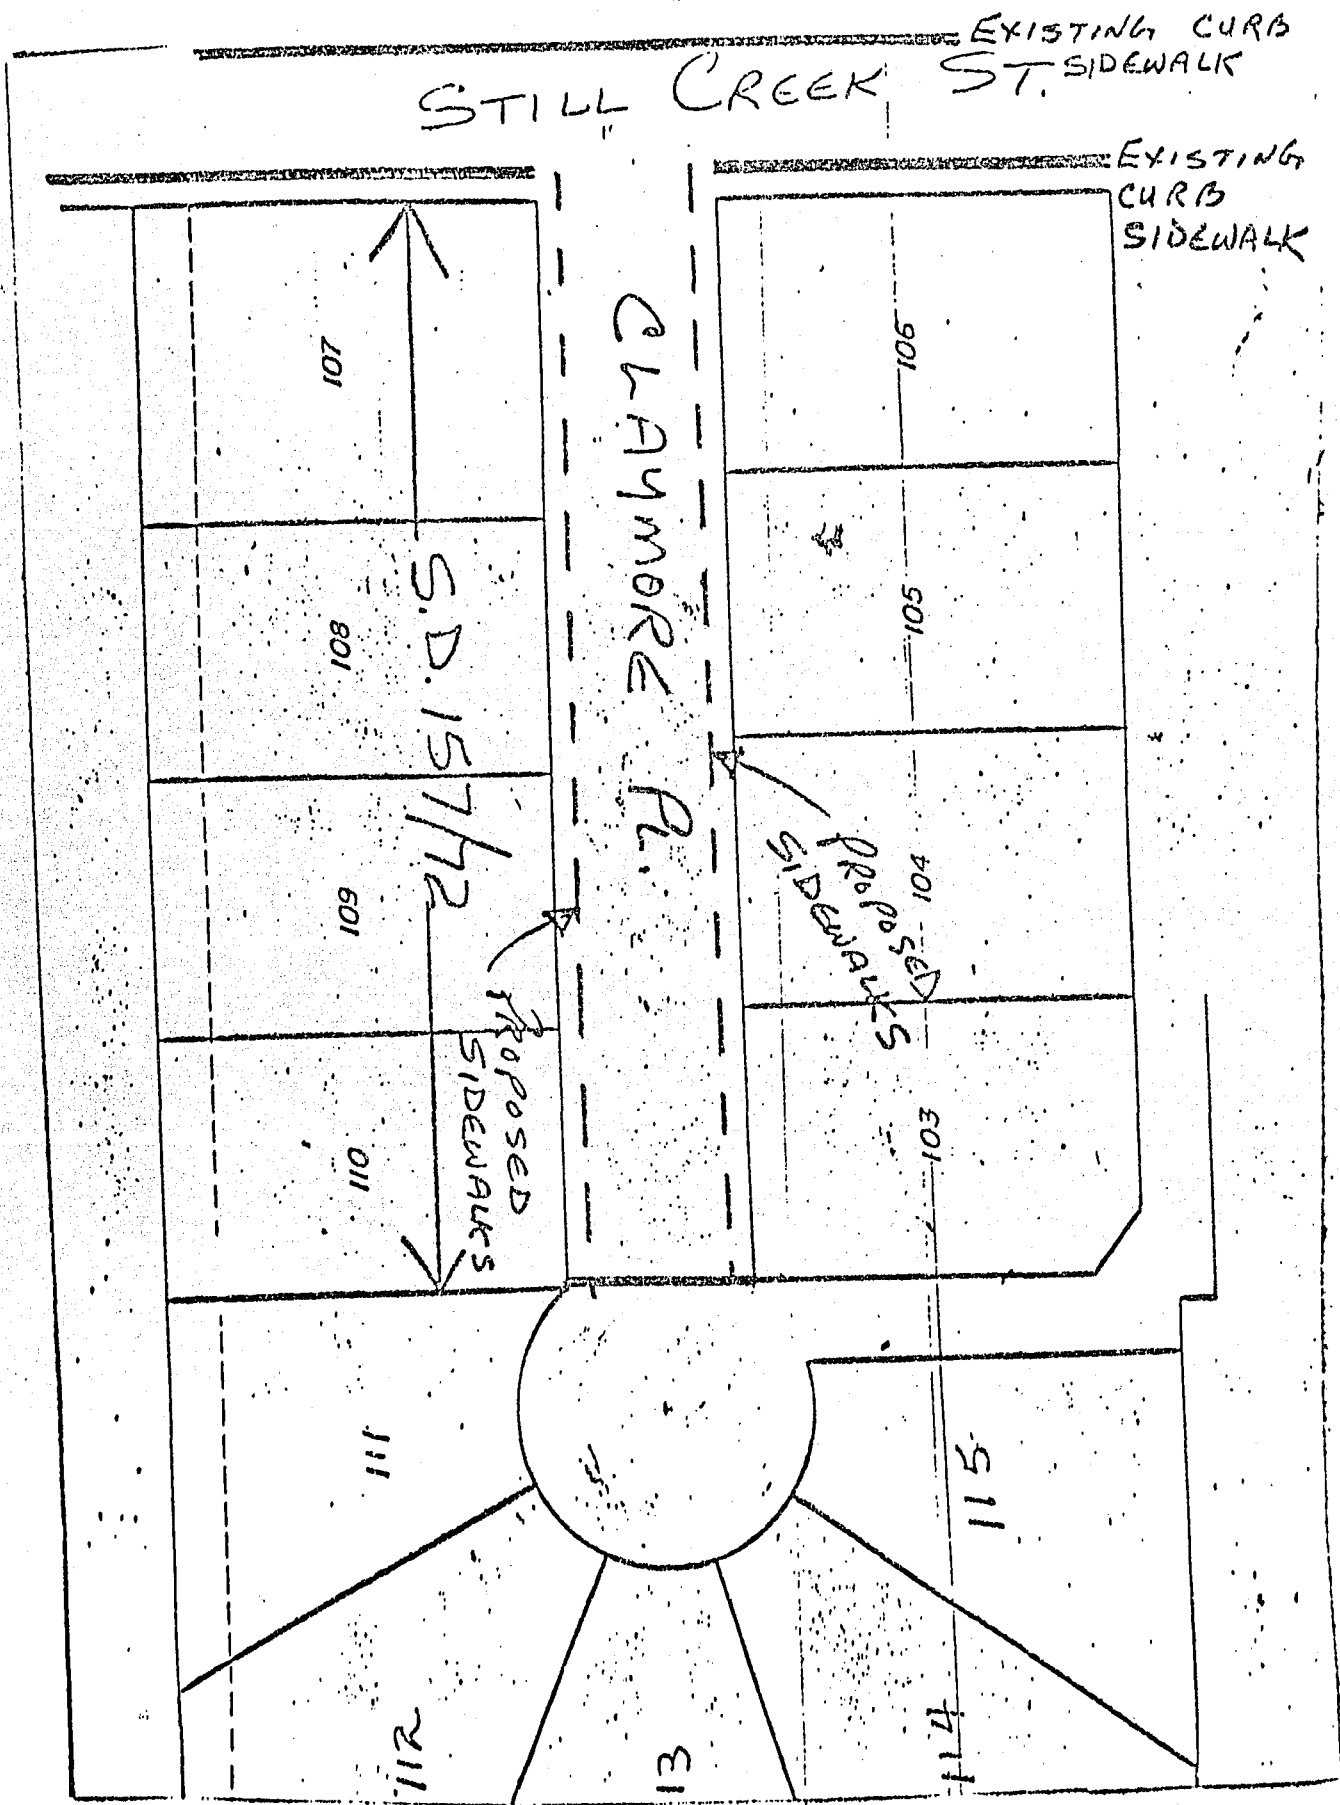 EXISTING CURB
SIDEWALK
STILL CREEK ST.
EXISTING
CURB
SIDEWALK
107
106
CLAYMORE PL.
108
105
S.D. 157/72
109
104
PROPOSED
SIDEWALKS
PROPOSED
SIDEWALKS
110
103
111
115
112
13
114